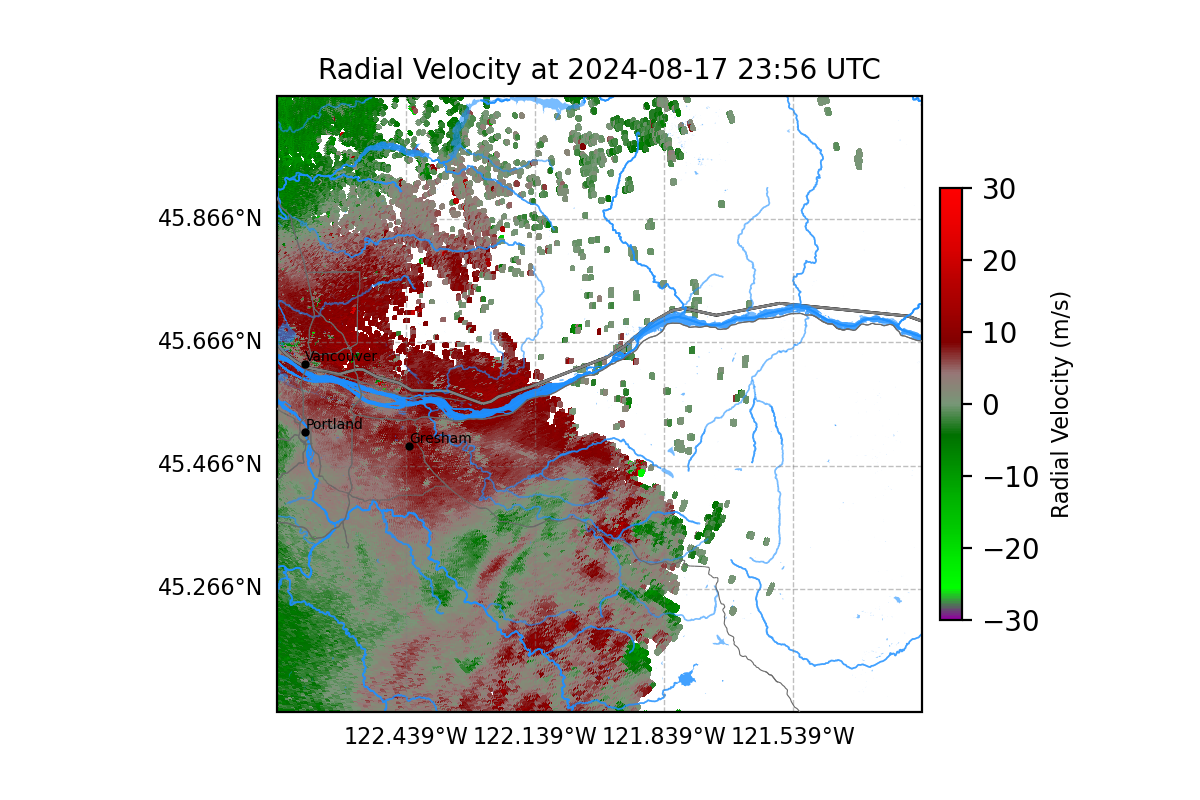 Radial Velocity at 2024-08-17 23:56 UTC
45.866°N
45.666°N
45.466°N
45.266°N
Vancouver
Portland
Gresham
122.439°W 122.139°W 121.839°W 121.539°W
30
20
10
0
−10
−20
−30
Radial Velocity (m/s)